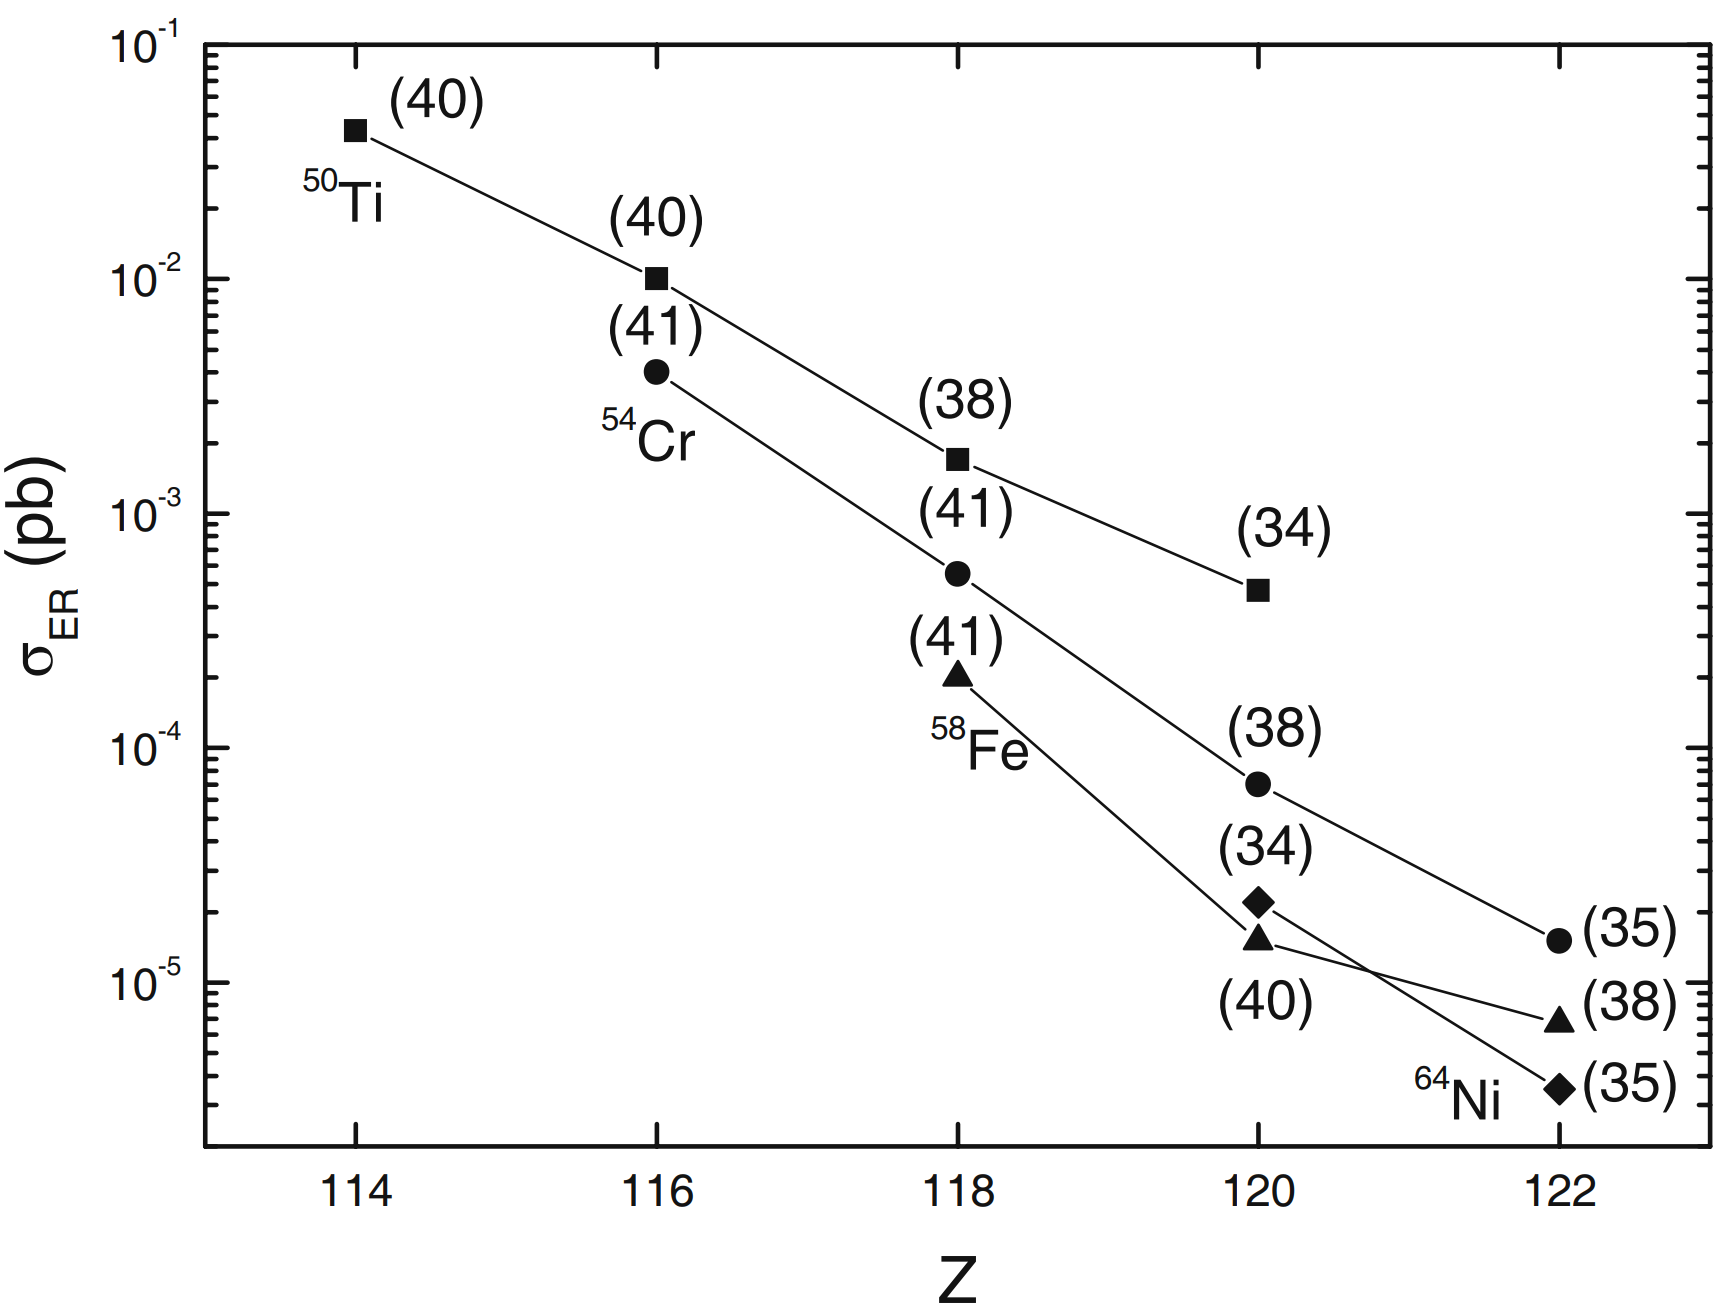 10⁻¹
(40)
⁵⁰Ti
(40)
10⁻²
(41)
⁵⁴Cr
(38)
10⁻³
(41)
(34)
σ_ER (pb)
(41)
⁵⁸Fe
(38)
10⁻⁴
(34)
(35)
10⁻⁵
(40)
(38)
⁶⁴Ni
(35)
114 116 118 120 122
Z